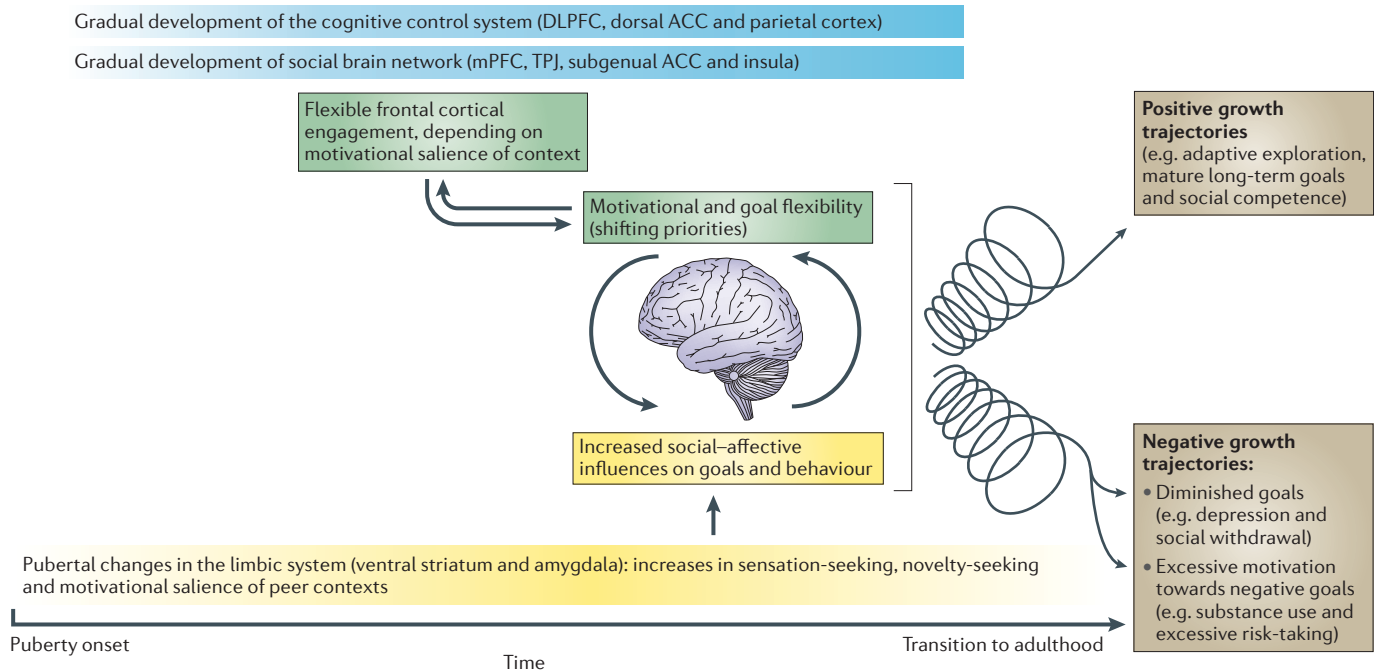 Gradual development of the cognitive control system (DLPFC, dorsal ACC and parietal cortex)
Gradual development of social brain network (mPFC, TPJ, subgenual ACC and insula)
Flexible frontal cortical
engagement, depending on
motivational salience of context
Motivational and goal flexibility
(shifting priorities)
Increased social–affective
influences on goals and behaviour
Positive growth
trajectories
(e.g. adaptive exploration,
mature long-term goals
and social competence)
Negative growth
trajectories:
• Diminished goals
(e.g. depression and
social withdrawal)
• Excessive motivation
towards negative goals
(e.g. substance use and
excessive risk-taking)
Pubertal changes in the limbic system (ventral striatum and amygdala): increases in sensation-seeking, novelty-seeking
and motivational salience of peer contexts
Puberty onset
Transition to adulthood
Time